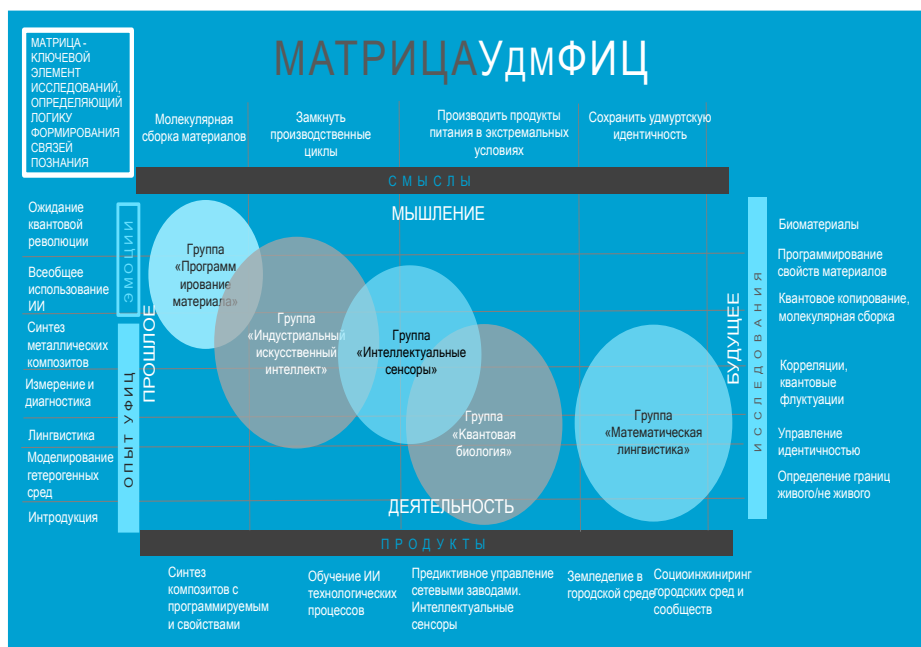 МАТРИЦА -
КЛЮЧЕВОЙ
ЭЛЕМЕНТ
ИССЛЕДОВАНИЙ,
ОПРЕДЕЛЯЮЩИЙ
ЛОГИКУ
ФОРМИРОВАНИЯ
СВЯЗЕЙ
ПОЗНАНИЯ
МАТРИЦАУдмФИЦ
Молекулярная
сборка материалов
Замкнуть
производственные
циклы
Производить продукты
питания в экстремальных
условиях
Сохранить удмуртскую
идентичность
СМЫСЛЫ
МЫШЛЕНИЕ
Ожидание
квантовой
революции
Всеобщее
использование
ИИ
Синтез
металлических
композитов
Измерение и
диагностика
Лингвистика
Моделирование
гетерогенных
сред
Интродукция
ЭМОЦИИ
ОПЫТ УФИЦ
ПРОШЛОЕ
Группа
«Программ
ирование
материала»
Группа
«Индустриальный
искусственный
интеллект»
Группа
«Интеллектуальные
сенсоры»
Группа
«Квантовая
биология»
Группа
«Математическая
лингвистика»
БУДУЩЕЕ
ИССЛЕДОВАНИЯ
Биоматериалы
Программирование
свойств материалов
Квантовое копирование,
молекулярная сборка
Корреляции,
квантовые
флуктуации
Управление
идентичностью
Определение границ
живого/не живого
ДЕЯТЕЛЬНОСТЬ
ПРОДУКТЫ
Синтез
композитов с
программируемым
и свойствами
Обучение ИИ
технологических
процессов
Предиктивное управление
сетевыми заводами.
Интеллектуальные
сенсоры
Земледелие в
городской среде
Социоинжиниринг
городских сред и
сообществ